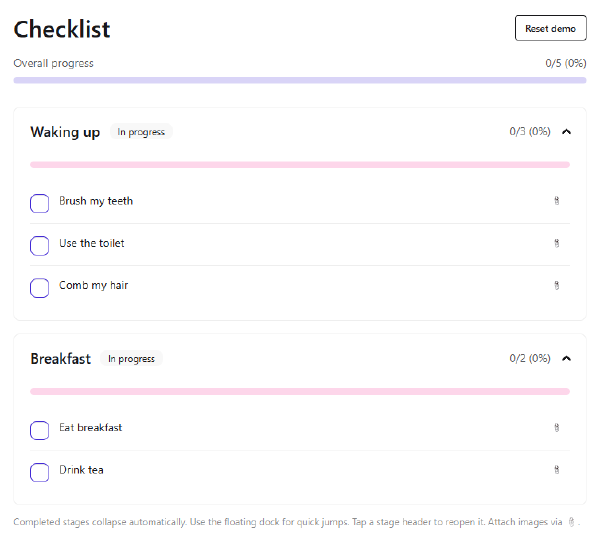 Checklist
Reset demo
Overall progress
0/5 (0%)
Waking up
In progress
0/3 (0%)
Brush my teeth
Use the toilet
Comb my hair
Breakfast
In progress
0/2 (0%)
Eat breakfast
Drink tea
Completed stages collapse automatically. Use the floating dock for quick jumps. Tap a stage header to reopen it. Attach images via 📎.